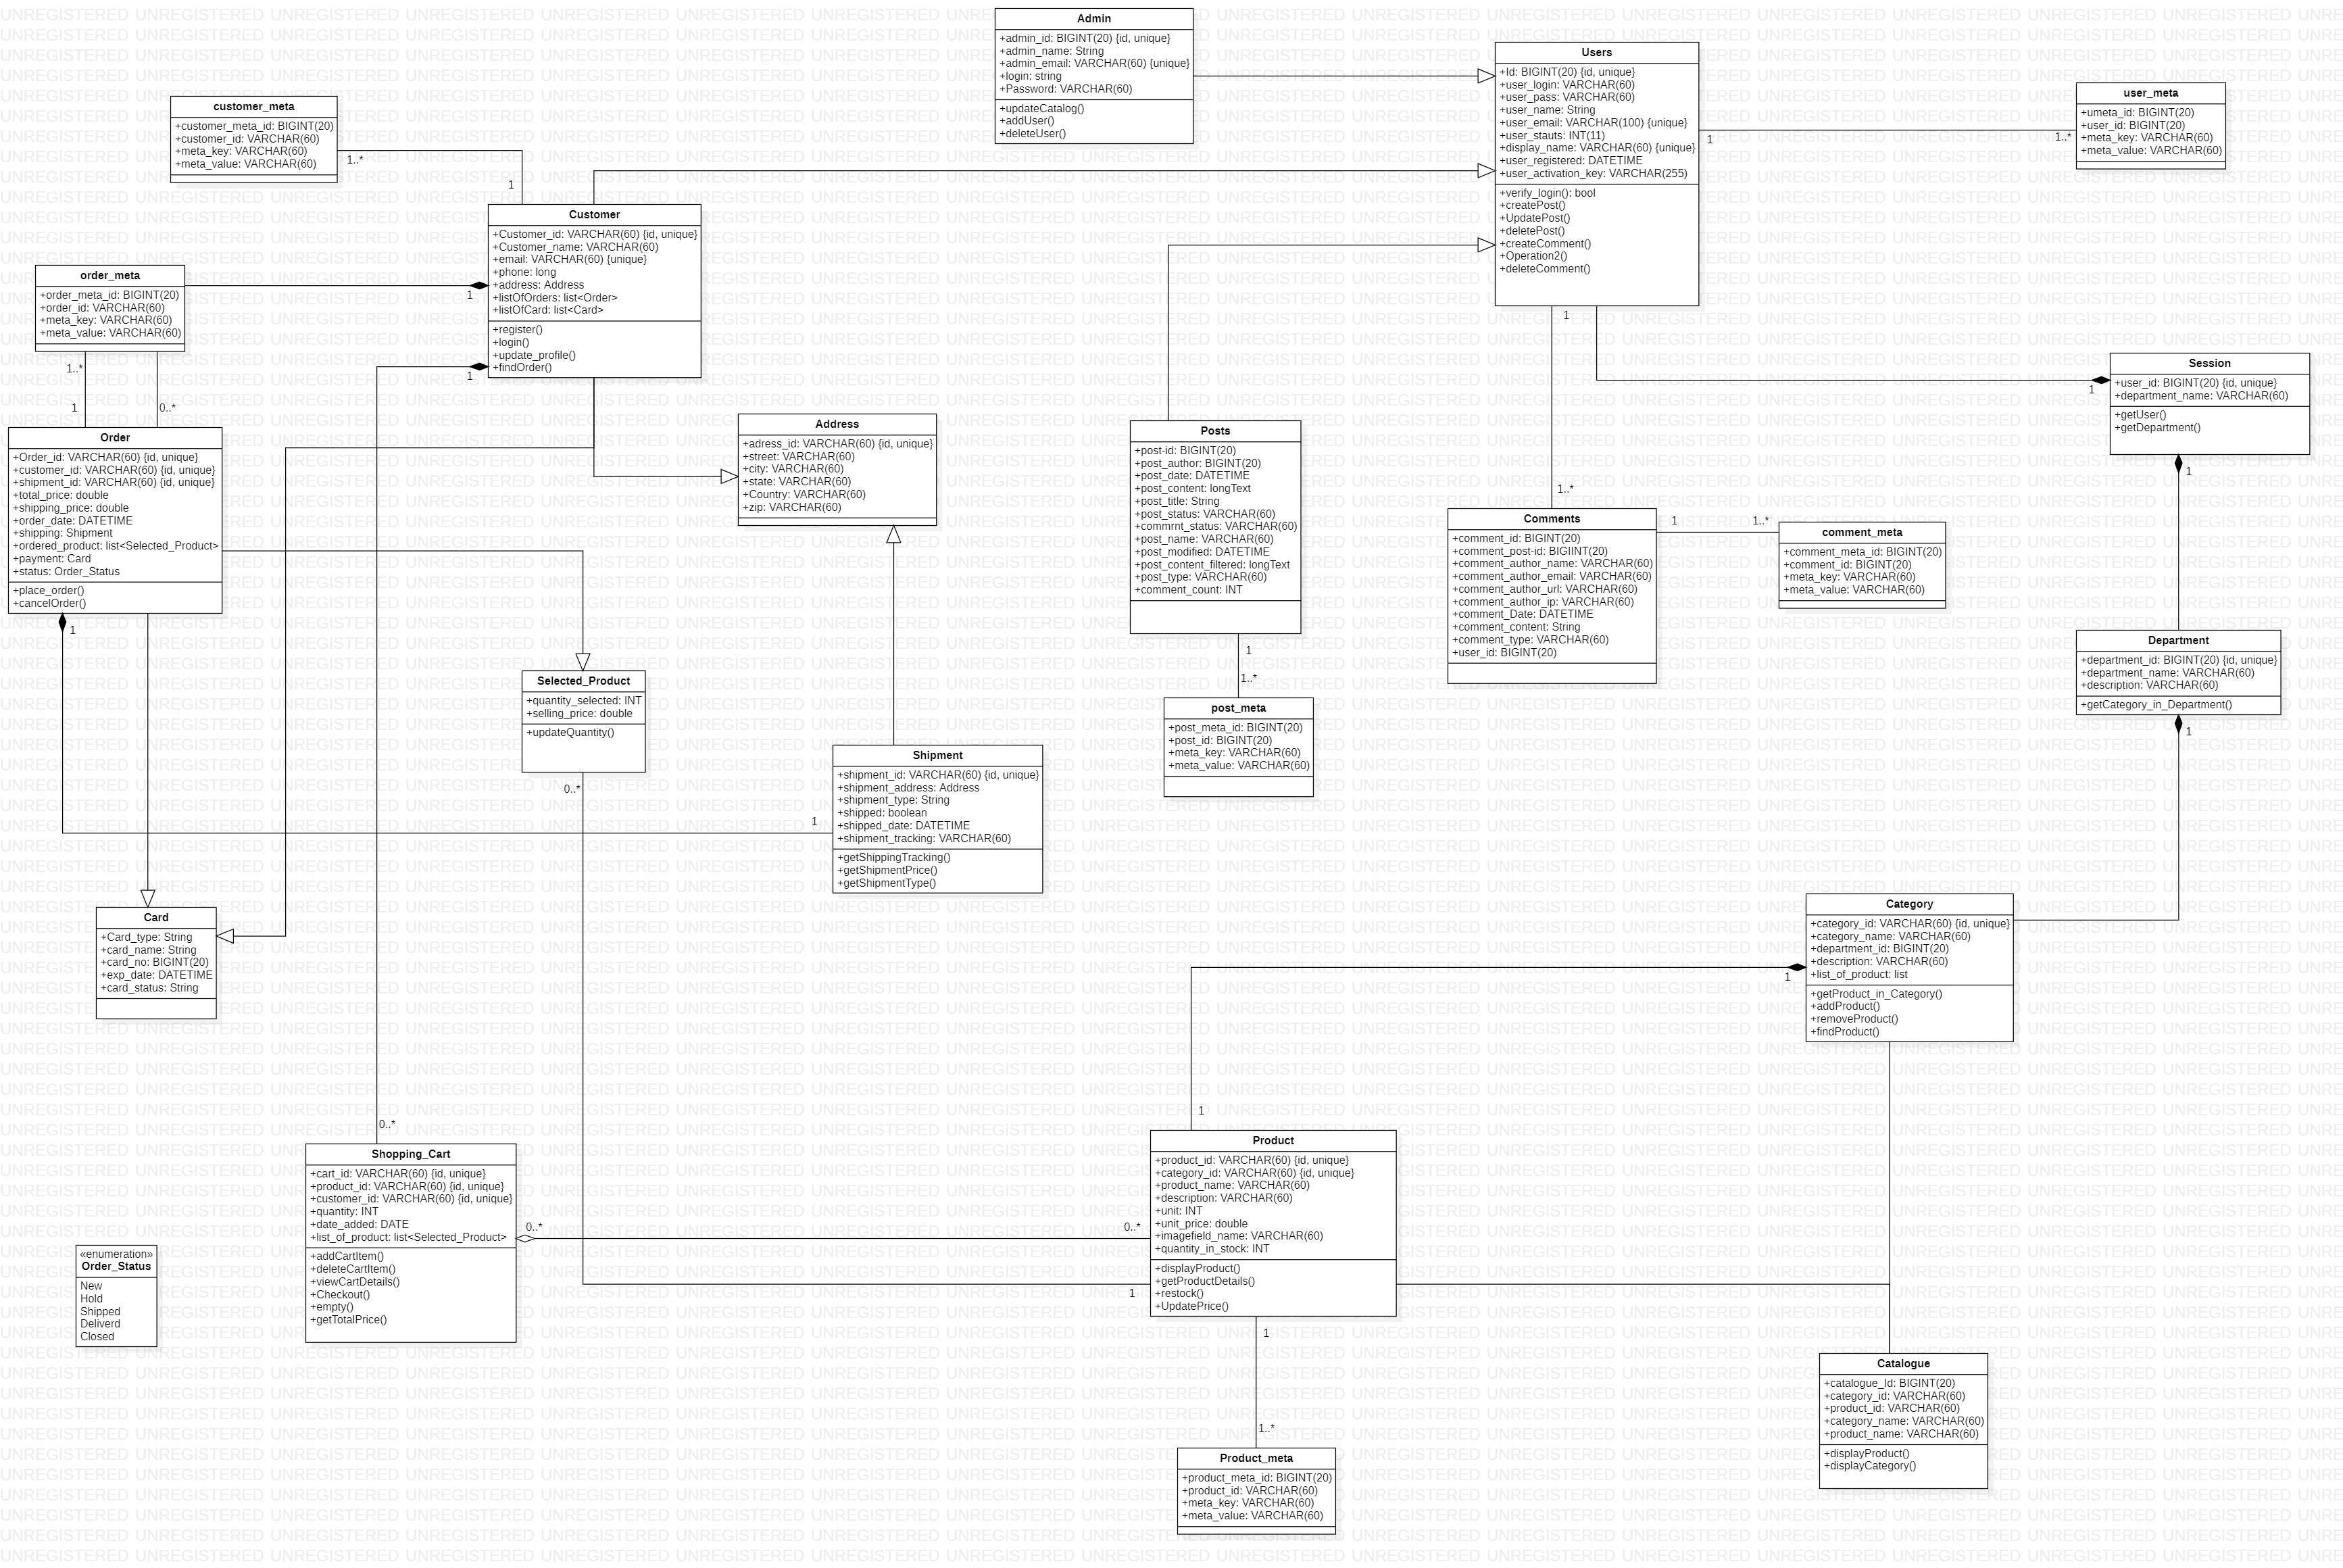 Admin
+admin_id: BIGINT(20) {id, unique}
+admin_name: String
+admin_email: VARCHAR(60) {unique}
+login: string
+Password: VARCHAR(60)
+updateCatalog()
+addUser()
+deleteUser()
Users
+Id: BIGINT(20) {id, unique}
+user_login: VARCHAR(60)
+user_pass: VARCHAR(60)
+user_name: String
+user_email: VARCHAR(100) {unique}
+user_stauts: INT(11)
+display_name: VARCHAR(60) {unique}
+user_registered: DATETIME
+user_activation_key: VARCHAR(255)
+verify_login(): bool
+createPost()
+UpdatePost()
+deletePost()
+createComment()
+Operation2()
+deleteComment()
1
1..*
user_meta
+umeta_id: BIGINT(20)
+user_id: BIGINT(20)
+meta_key: VARCHAR(60)
+meta_value: VARCHAR(60)
customer_meta
+customer_meta_id: BIGINT(20)
+customer_id: VARCHAR(60)
+meta_key: VARCHAR(60)
+meta_value: VARCHAR(60)
1..*
1
Customer
+Customer_id: VARCHAR(60) {id, unique}
+Customer_name: VARCHAR(60)
+email: VARCHAR(60) {unique}
+phone: long
+address: Address
+listOfOrders: list<Order>
+listOfCard: list<Card>
+register()
+login()
+update_profile()
+findOrder()
1
1
order_meta
+order_meta_id: BIGINT(20)
+order_id: VARCHAR(60)
+meta_key: VARCHAR(60)
+meta_value: VARCHAR(60)
1..*
1
0..*
Order
+Order_id: VARCHAR(60) {id, unique}
+customer_id: VARCHAR(60) {id, unique}
+shipment_id: VARCHAR(60) {id, unique}
+total_price: double
+shipping_price: double
+order_date: DATETIME
+shipping: Shipment
+ordered_product: list<Selected_Product>
+payment: Card
+status: Order_Status
+place_order()
+cancelOrder()
1
Address
+adress_id: VARCHAR(60) {id, unique}
+street: VARCHAR(60)
+city: VARCHAR(60)
+state: VARCHAR(60)
+Country: VARCHAR(60)
+zip: VARCHAR(60)
Posts
+post-id: BIGINT(20)
+post_author: BIGINT(20)
+post_date: DATETIME
+post_content: longText
+post_title: String
+post_status: VARCHAR(60)
+commrnt_status: VARCHAR(60)
+post_name: VARCHAR(60)
+post_modified: DATETIME
+post_content_filtered: longText
+post_type: VARCHAR(60)
+comment_count: INT
1
1..*
post_meta
+post_meta_id: BIGINT(20)
+post_id: BIGINT(20)
+meta_key: VARCHAR(60)
+meta_value: VARCHAR(60)
1
1..*
Comments
+comment_id: BIGINT(20)
+comment_post-id: BIGIINT(20)
+comment_author_name: VARCHAR(60)
+comment_author_email: VARCHAR(60)
+comment_author_url: VARCHAR(60)
+comment_author_ip: VARCHAR(60)
+comment_Date: DATETIME
+comment_content: String
+comment_type: VARCHAR(60)
+user_id: BIGINT(20)
1
1..*
comment_meta
+comment_meta_id: BIGINT(20)
+comment_id: BIGINT(20)
+meta_key: VARCHAR(60)
+meta_value: VARCHAR(60)
Session
+user_id: BIGINT(20) {id, unique}
+department_name: VARCHAR(60)
+getUser()
+getDepartment()
1
1
Department
+department_id: BIGINT(20) {id, unique}
+department_name: VARCHAR(60)
+description: VARCHAR(60)
+getCategory_in_Department()
1
Selected_Product
+quantity_selected: INT
+selling_price: double
+updateQuantity()
0..*
Shipment
+shipment_id: VARCHAR(60) {id, unique}
+shipment_address: Address
+shipment_type: String
+shipped: boolean
+shipped_date: DATETIME
+shipment_tracking: VARCHAR(60)
+getShippingTracking()
+getShipmentPrice()
+getShipmentType()
1
Card
+Card_type: String
+card_name: String
+card_no: BIGINT(20)
+exp_date: DATETIME
+card_status: String
Category
+category_id: VARCHAR(60) {id, unique}
+category_name: VARCHAR(60)
+department_id: BIGINT(20)
+description: VARCHAR(60)
+list_of_product: list
+getProduct_in_Category()
+addProduct()
+removeProduct()
+findProduct()
1
1
0..*
Shopping_Cart
+cart_id: VARCHAR(60) {id, unique}
+product_id: VARCHAR(60) {id, unique}
+customer_id: VARCHAR(60) {id, unique}
+quantity: INT
+date_added: DATE
+list_of_product: list<Selected_Product>
+addCartItem()
+deleteCartItem()
+viewCartDetails()
+Checkout()
+empty()
+getTotalPrice()
0..*
0..*
1
Product
+product_id: VARCHAR(60) {id, unique}
+category_id: VARCHAR(60) {id, unique}
+product_name: VARCHAR(60)
+description: VARCHAR(60)
+unit: INT
+unit_price: double
+imagefield_name: VARCHAR(60)
+quantity_in_stock: INT
+displayProduct()
+getProductDetails()
+restock()
+UpdatePrice()
1
1..*
Product_meta
+product_meta_id: BIGINT(20)
+product_id: VARCHAR(60)
+meta_key: VARCHAR(60)
+meta_value: VARCHAR(60)
«enumeration»
Order_Status
New
Hold
Shipped
Deliverd
Closed
Catalogue
+catalogue_Id: BIGINT(20)
+category_id: VARCHAR(60)
+product_id: VARCHAR(60)
+category_name: VARCHAR(60)
+product_name: VARCHAR(60)
+displayProduct()
+displayCategory()
UNREGISTERED